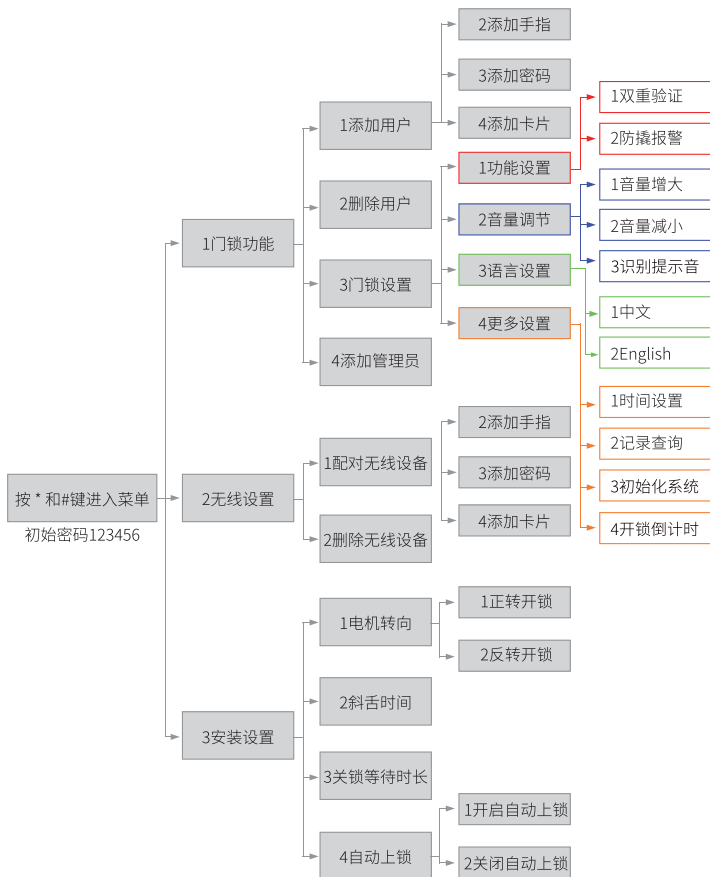 按 * 和#键进入菜单
初始密码123456
1门锁功能
1添加用户
2添加手指
3添加密码
4添加卡片
2删除用户
3门锁设置
1功能设置
1双重验证
2防撬报警
2音量调节
1音量增大
2音量减小
3识别提示音
3语言设置
1中文
2English
4更多设置
1时间设置
2记录查询
3初始化系统
4开锁倒计时
4添加管理员
2无线设置
1配对无线设备
2添加手指
3添加密码
4添加卡片
2删除无线设备
3安装设置
1电机转向
1正转开锁
2反转开锁
2斜舌时间
3关锁等待时长
4自动上锁
1开启自动上锁
2关闭自动上锁